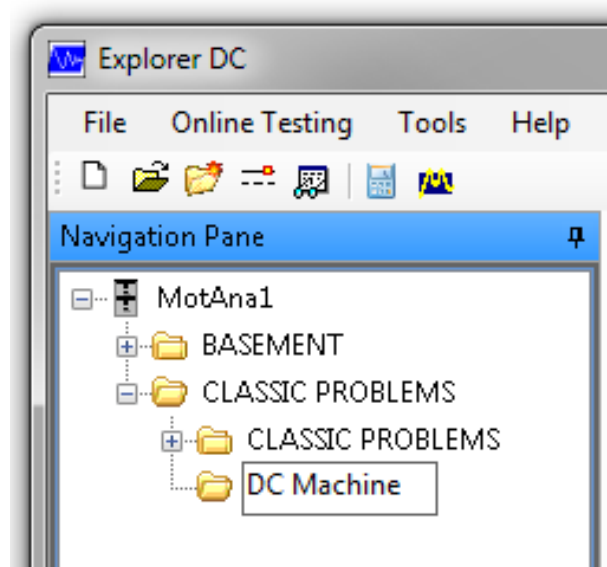 Explorer DC
File Online Testing Tools Help
Navigation Pane
MotAna1
BASEMENT
CLASSIC PROBLEMS
CLASSIC PROBLEMS
DC Machine